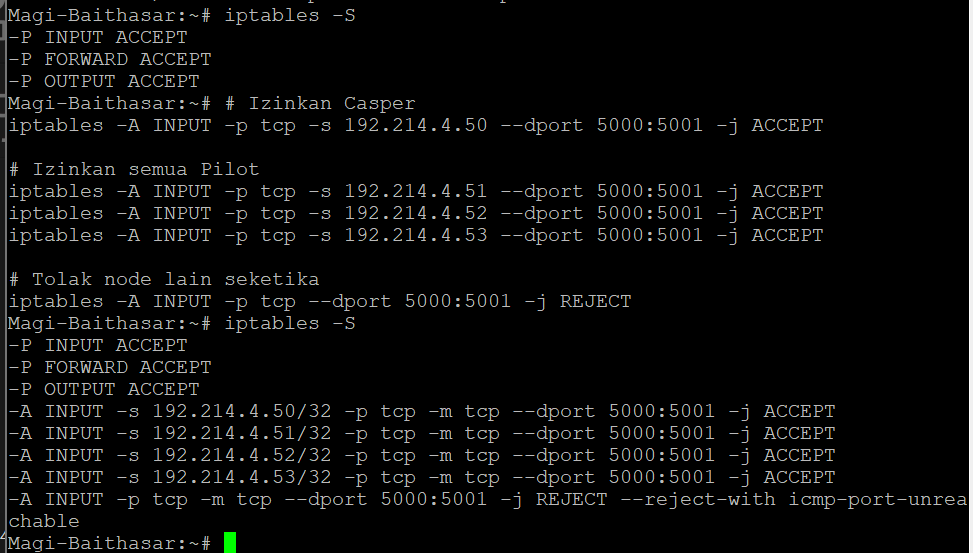 Magi-Baithasar:~# iptables -S
-P INPUT ACCEPT
-P FORWARD ACCEPT
-P OUTPUT ACCEPT
Magi-Baithasar:~# # Izinkan Casper
iptables -A INPUT -p tcp -s 192.214.4.50 --dport 5000:5001 -j ACCEPT

# Izinkan semua Pilot
iptables -A INPUT -p tcp -s 192.214.4.51 --dport 5000:5001 -j ACCEPT
iptables -A INPUT -p tcp -s 192.214.4.52 --dport 5000:5001 -j ACCEPT
iptables -A INPUT -p tcp -s 192.214.4.53 --dport 5000:5001 -j ACCEPT

# Tolak node lain seketika
iptables -A INPUT -p tcp --dport 5000:5001 -j REJECT
Magi-Baithasar:~# iptables -S
-P INPUT ACCEPT
-P FORWARD ACCEPT
-P OUTPUT ACCEPT
-A INPUT -s 192.214.4.50/32 -p tcp -m tcp --dport 5000:5001 -j ACCEPT
-A INPUT -s 192.214.4.51/32 -p tcp -m tcp --dport 5000:5001 -j ACCEPT
-A INPUT -s 192.214.4.52/32 -p tcp -m tcp --dport 5000:5001 -j ACCEPT
-A INPUT -s 192.214.4.53/32 -p tcp -m tcp --dport 5000:5001 -j ACCEPT
-A INPUT -p tcp -m tcp --dport 5000:5001 -j REJECT --reject-with icmp-port-unrea
chable
Magi-Baithasar:~#